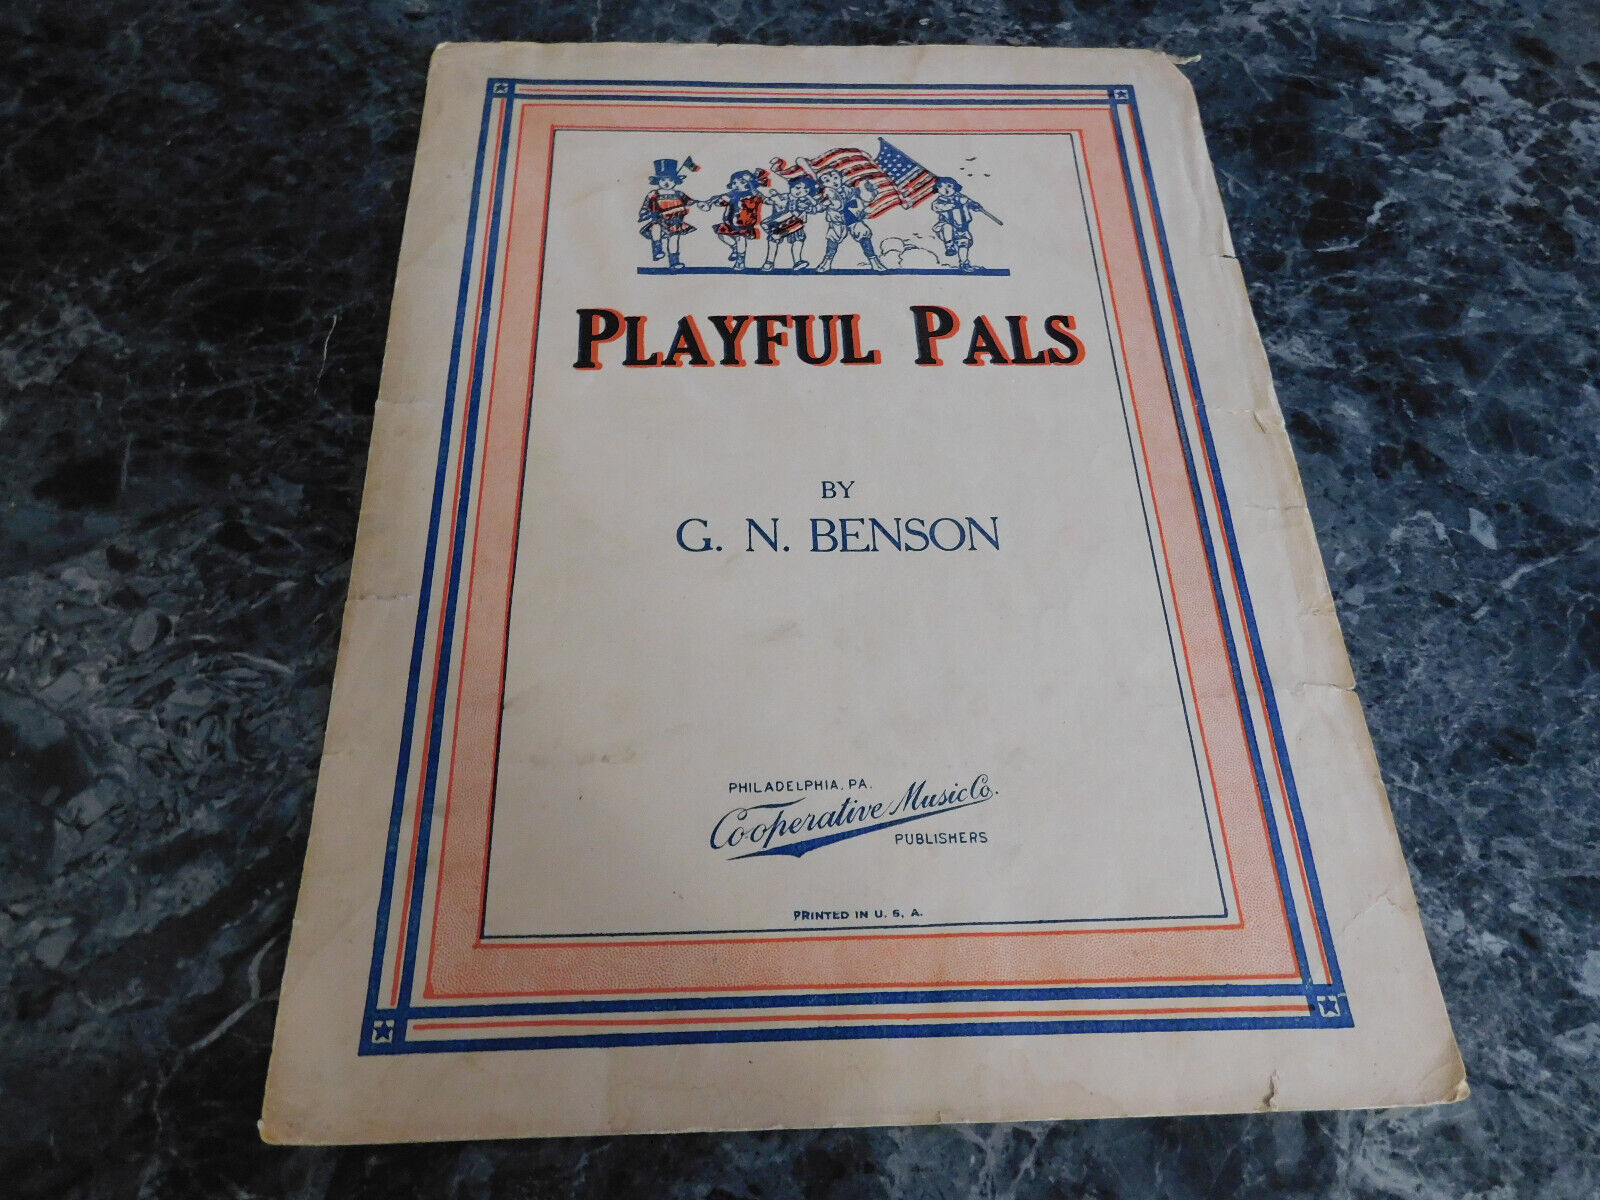 PLAYFUL PALS
BY
G. N. BENSON
PHILADELPHIA, PA.
Co-operative Music Co.
PUBLISHERS
PRINTED IN U. S. A.